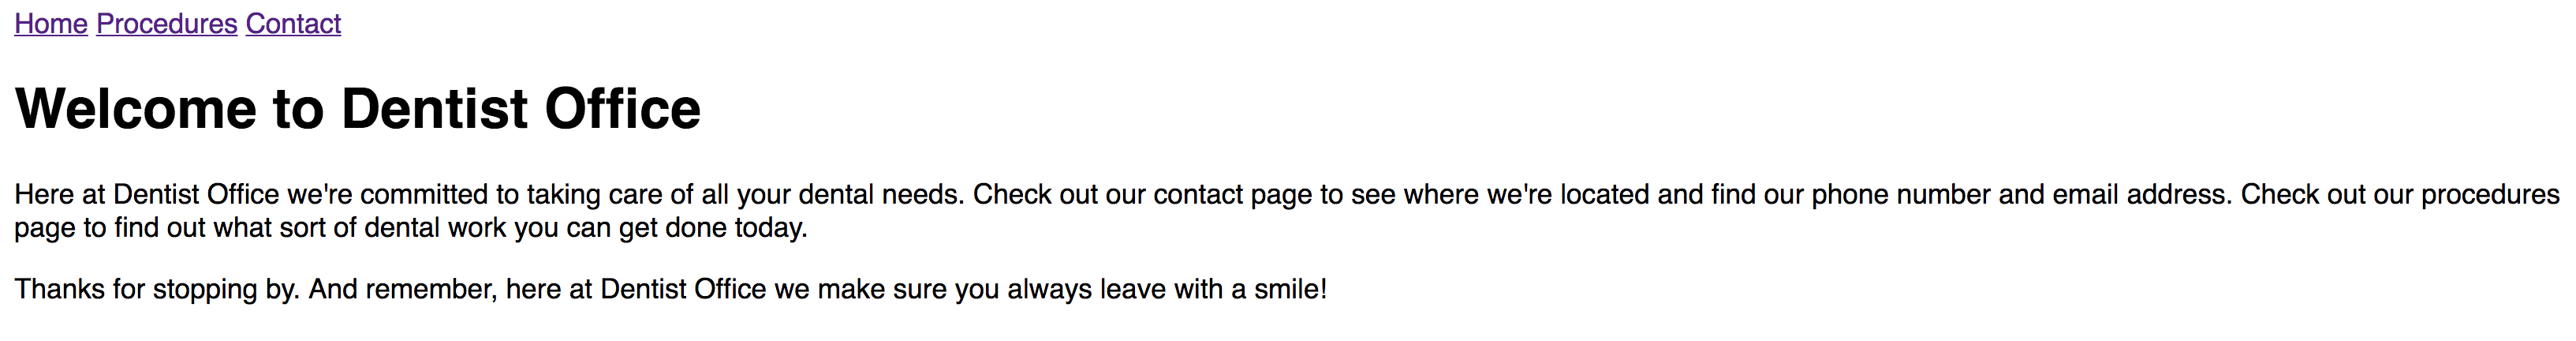 Home Procedures Contact
Welcome to Dentist Office
Here at Dentist Office we're committed to taking care of all your dental needs. Check out our contact page to see where we're located and find our phone number and email address. Check out our procedures
page to find out what sort of dental work you can get done today.
Thanks for stopping by. And remember, here at Dentist Office we make sure you always leave with a smile!